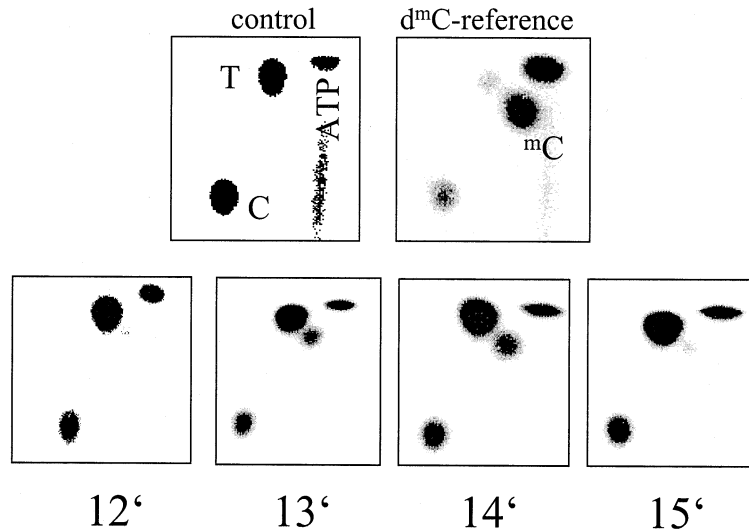 control
dᵐC-reference
T
ATP
C
ᵐC
12‘
13‘
14‘
15‘